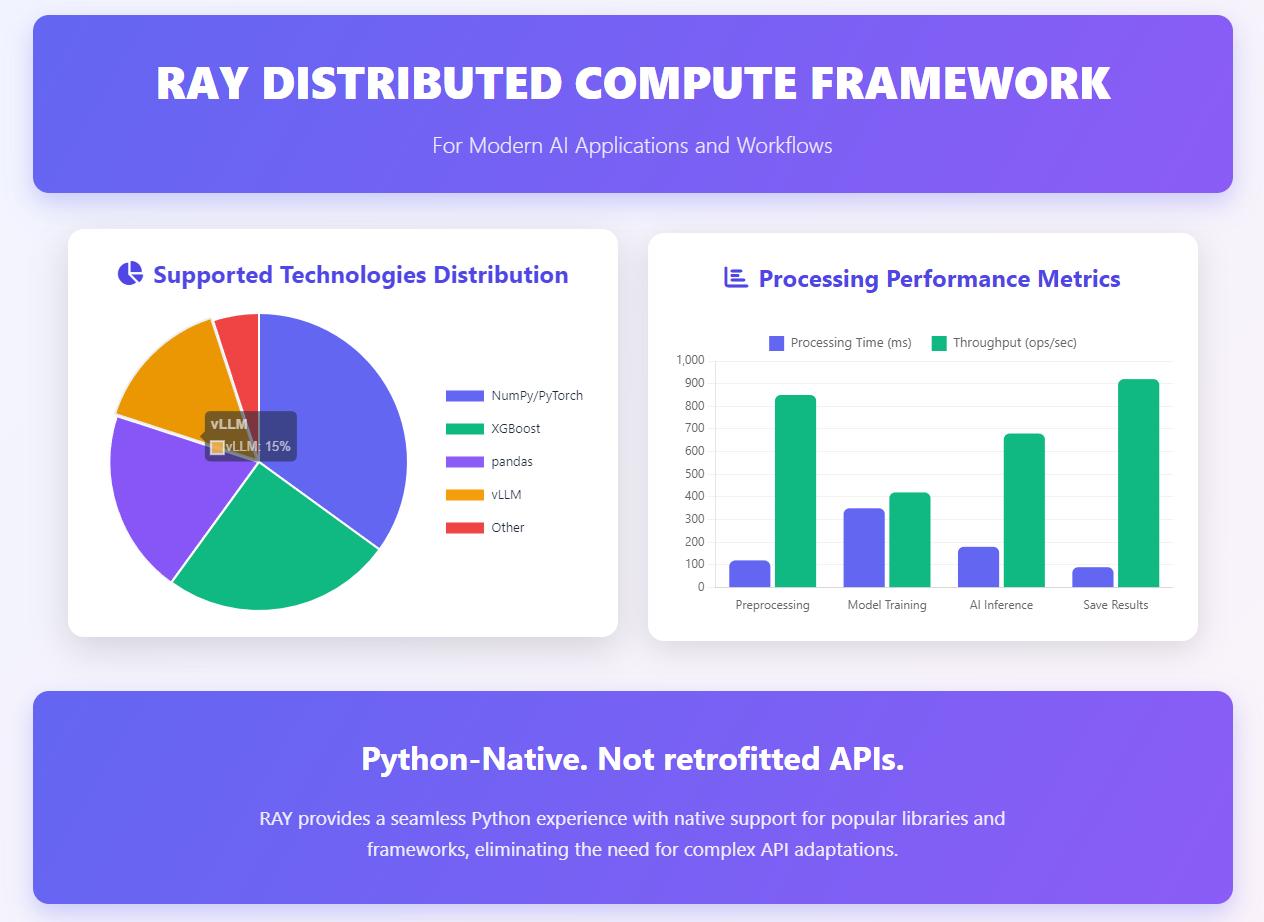 RAY DISTRIBUTED COMPUTE FRAMEWORK
For Modern AI Applications and Workflows
Supported Technologies Distribution
vLLM
vLLM: 15%
NumPy/PyTorch
XGBoost
pandas
vLLM
Other
Processing Performance Metrics
Processing Time (ms)
Throughput (ops/sec)
1,000
900
800
700
600
500
400
300
200
100
0
Preprocessing
Model Training
AI Inference
Save Results
Python-Native. Not retrofitted APIs.
RAY provides a seamless Python experience with native support for popular libraries and
frameworks, eliminating the need for complex API adaptations.